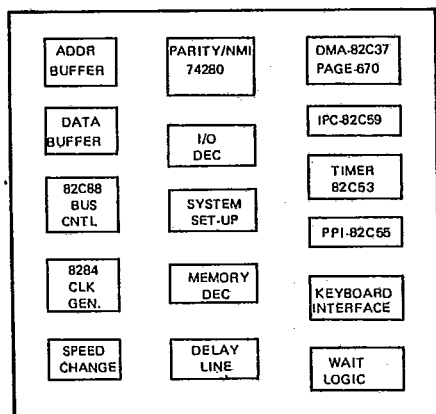 ADDR
BUFFER
PARITY/NMI
74280
DMA-82C37
PAGE-670
DATA
BUFFER
I/O
DEC
IPC-82C59
82C88
BUS
CNTL
SYSTEM
SET-UP
TIMER
82C53
PPI-82C55
8284
CLK
GEN.
MEMORY
DEC
KEYBOARD
INTERFACE
SPEED
CHANGE
DELAY
LINE
WAIT
LOGIC